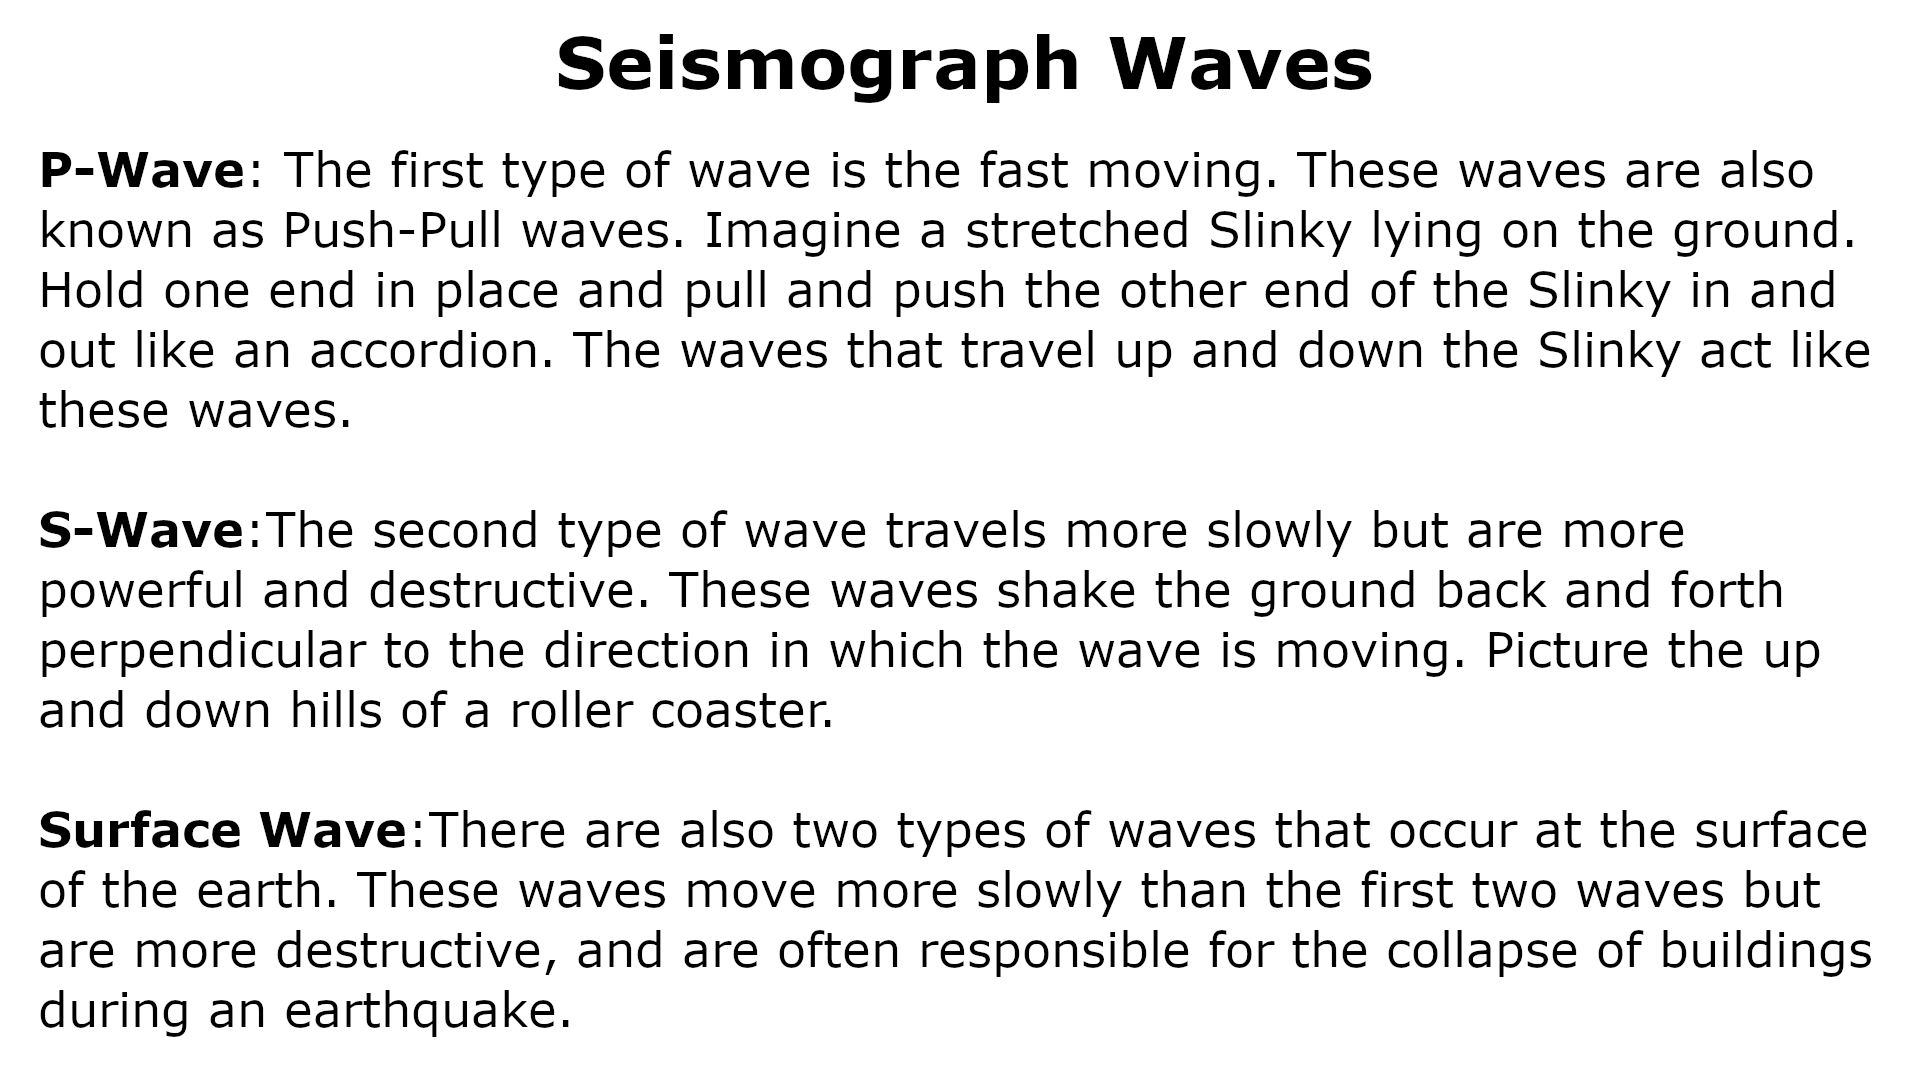 Seismograph Waves
P-Wave: The first type of wave is the fast moving. These waves are also
known as Push-Pull waves. Imagine a stretched Slinky lying on the ground.
Hold one end in place and pull and push the other end of the Slinky in and
out like an accordion. The waves that travel up and down the Slinky act like
these waves.
S-Wave:The second type of wave travels more slowly but are more
powerful and destructive. These waves shake the ground back and forth
perpendicular to the direction in which the wave is moving. Picture the up
and down hills of a roller coaster.
Surface Wave:There are also two types of waves that occur at the surface
of the earth. These waves move more slowly than the first two waves but
are more destructive, and are often responsible for the collapse of buildings
during an earthquake.